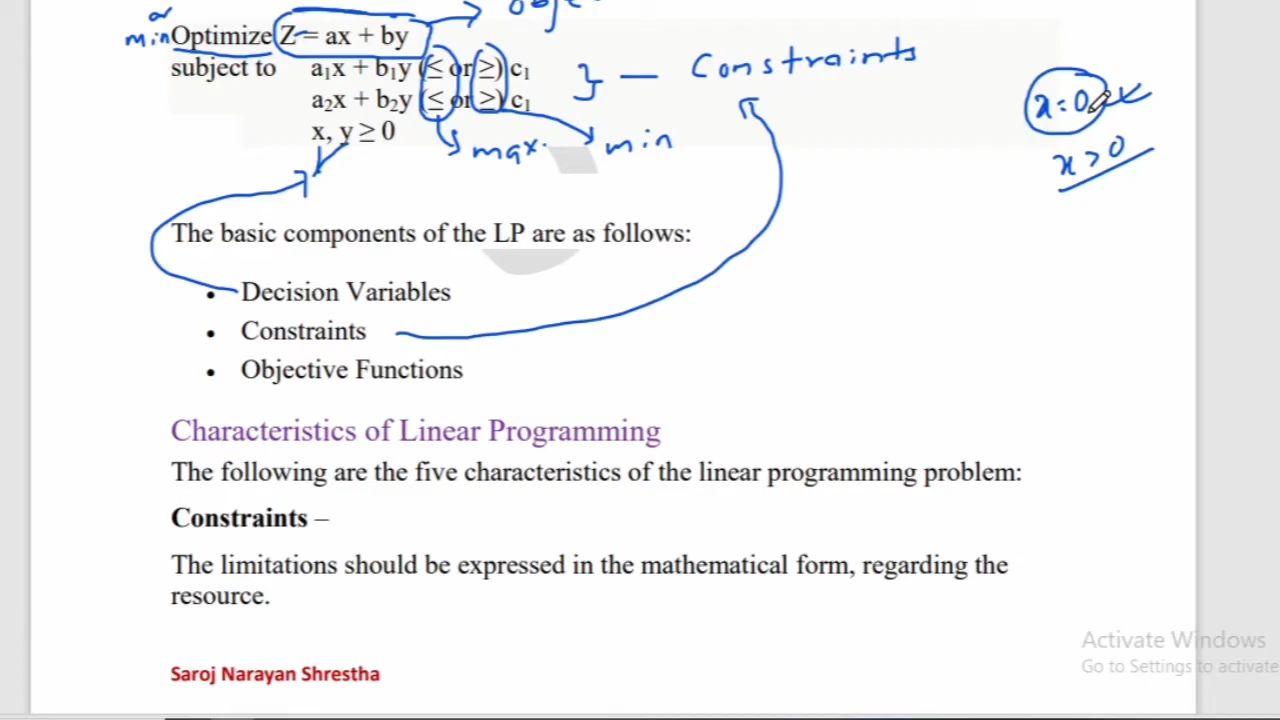 obje
or
min Optimize Z = ax + by
subject to a₁x + b₁y (≤ or ≥) c₁
a₂x + b₂y (≤ or ≥) c₁
} — Constraints
x, y ≥ 0
max. min
x = 0
x > 0
The basic components of the LP are as follows:
• Decision Variables
• Constraints
• Objective Functions
Characteristics of Linear Programming
The following are the five characteristics of the linear programming problem:
Constraints –
The limitations should be expressed in the mathematical form, regarding the
resource.
Activate Windows
Go to Settings to activate
Saroj Narayan Shrestha